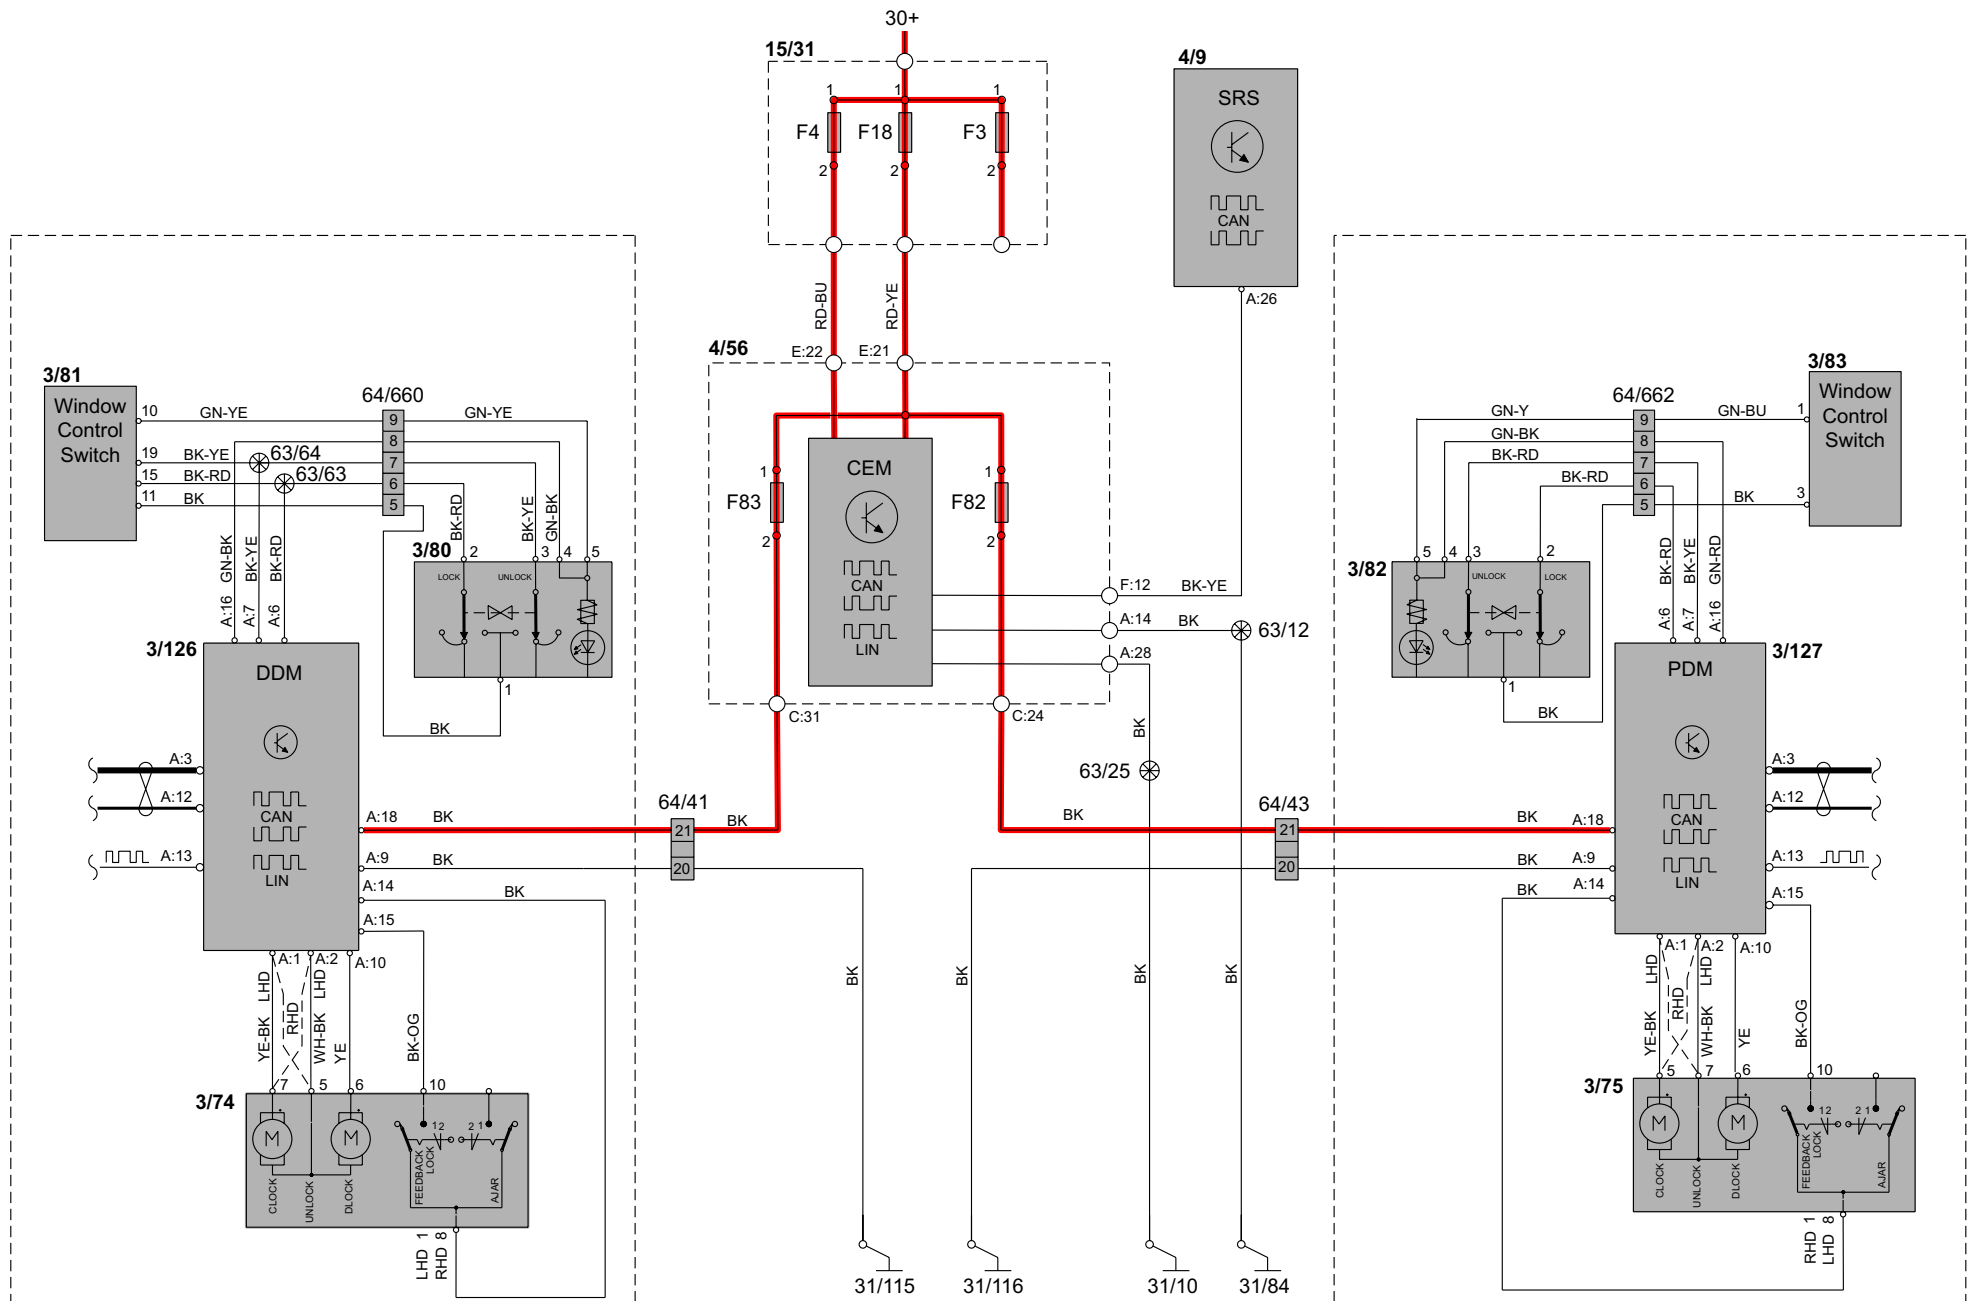 30+
15/31
1
1
1
F4
F18
F3
2
2
2
RD-BU
RD-YE
4/9
SRS
CAN
A:26
4/56
E:22
E:21
CEM
CAN
LIN
1
F83
2
1
F82
2
F:12
BK-YE
A:14
BK
63/12
A:28
C:31
C:24
BK
63/25
3/81
Window
Control
Switch
10
GN-YE
19
BK-YE
63/64
15
BK-RD
63/63
11
BK
64/660
9
8
7
6
5
GN-YE
BK-RD
BK-YE
GN-BK
A:16 GN-BK
A:7 BK-YE
A:6 BK-RD
3/80
2
3
4
5
LOCK
UNLOCK
1
BK
3/126
DDM
CAN
LIN
A:3
A:12
A:13
A:18
BK
64/41
21
20
BK
A:9
BK
A:14
BK
A:15
A:1
A:2
A:10
YE-BK LHD
RHD
WH-BK LHD
YE
BK-OG
3/74
7
5
6
10
M
M
1 2
2 1
CLOCK
UNLOCK
DLOCK
FEEDBACK
LOCK
AJAR
LHD 1
RHD 8
BK
BK
BK
BK
31/115
31/116
31/10
31/84
3/83
Window
Control
Switch
1
3
64/662
9
8
7
6
5
GN-Y
GN-BU
GN-BK
BK-RD
BK-RD
BK
3/82
5
4
3
2
UNLOCK
LOCK
1
BK
A:6 BK-RD
A:7 BK-YE
A:16 GN-RD
3/127
PDM
CAN
LIN
A:3
A:12
A:13
A:15
64/43
21
20
BK
BK
A:18
BK
A:9
BK
A:14
A:1
A:2
A:10
YE-BK LHD
RHD
WH-BK LHD
YE
BK-OG
3/75
5
7
6
10
M
M
1 2
2 1
CLOCK
UNLOCK
DLOCK
FEEDBACK
LOCK
AJAR
RHD 1
LHD 8